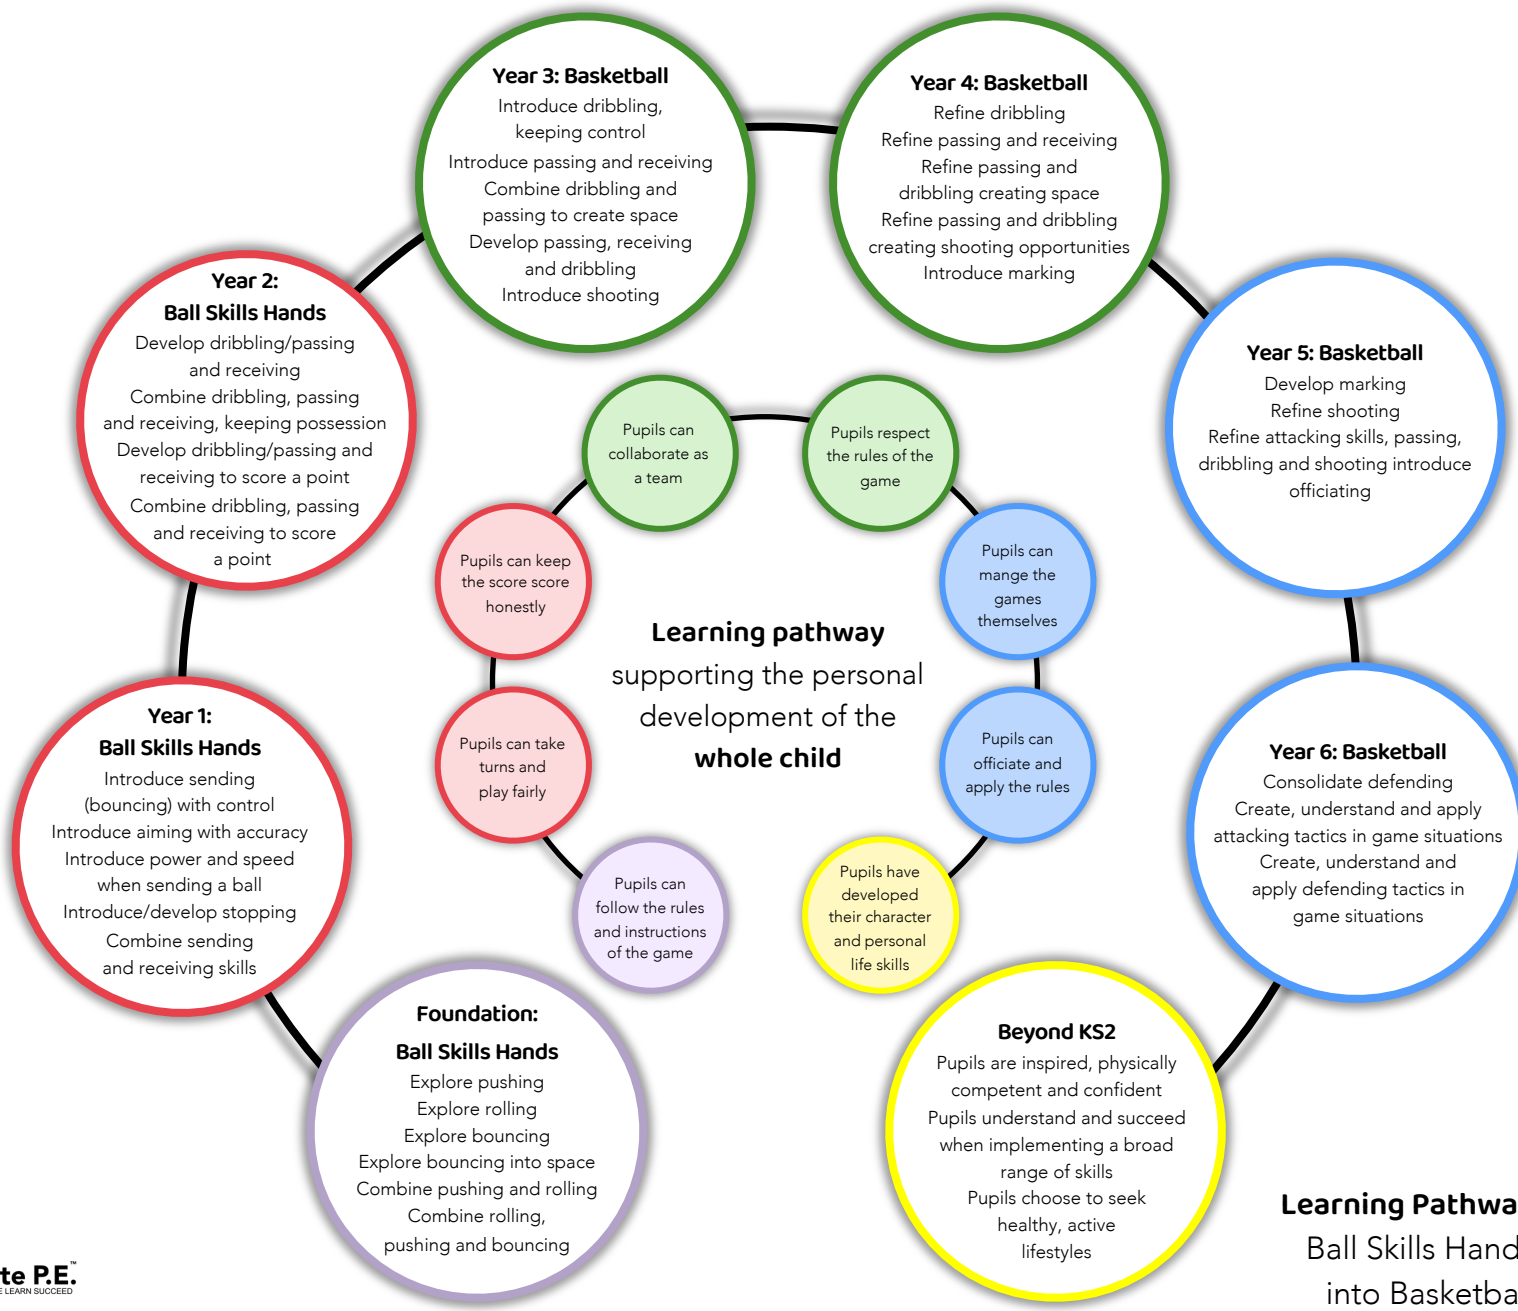 Year 3: Basketball
Introduce dribbling,
keeping control
Introduce passing and receiving
Combine dribbling and
passing to create space
Develop passing, receiving
and dribbling
Introduce shooting
Year 4: Basketball
Refine dribbling
Refine passing and receiving
Refine passing and
dribbling creating space
Refine passing and dribbling
creating shooting opportunities
Introduce marking
Year 2:
Ball Skills Hands
Develop dribbling/passing
and receiving
Combine dribbling, passing
and receiving, keeping possession
Develop dribbling/passing and
receiving to score a point
Combine dribbling, passing
and receiving to score
a point
Year 5: Basketball
Develop marking
Refine shooting
Refine attacking skills, passing,
dribbling and shooting introduce
officiating
Pupils can
collaborate as
a team
Pupils respect
the rules of the
game
Pupils can keep
the score score
honestly
Pupils can
mange the
games
themselves
Learning pathway
supporting the personal
development of the
whole child
Year 1:
Ball Skills Hands
Introduce sending
(bouncing) with control
Introduce aiming with accuracy
Introduce power and speed
when sending a ball
Introduce/develop stopping
Combine sending
and receiving skills
Pupils can take
turns and
play fairly
Pupils can
officiate and
apply the rules
Year 6: Basketball
Consolidate defending
Create, understand and apply
attacking tactics in game situations
Create, understand and
apply defending tactics in
game situations
Pupils can
follow the rules
and instructions
of the game
Pupils have
developed
their character
and personal
life skills
Foundation:
Ball Skills Hands
Explore pushing
Explore rolling
Explore bouncing
Explore bouncing into space
Combine pushing and rolling
Combine rolling,
pushing and bouncing
Beyond KS2
Pupils are inspired, physically
competent and confident
Pupils understand and succeed
when implementing a broad
range of skills
Pupils choose to seek
healthy, active
lifestyles
Learning Pathwa
Ball Skills Hand
into Basketba
te P.E.™
E LEARN SUCCEED